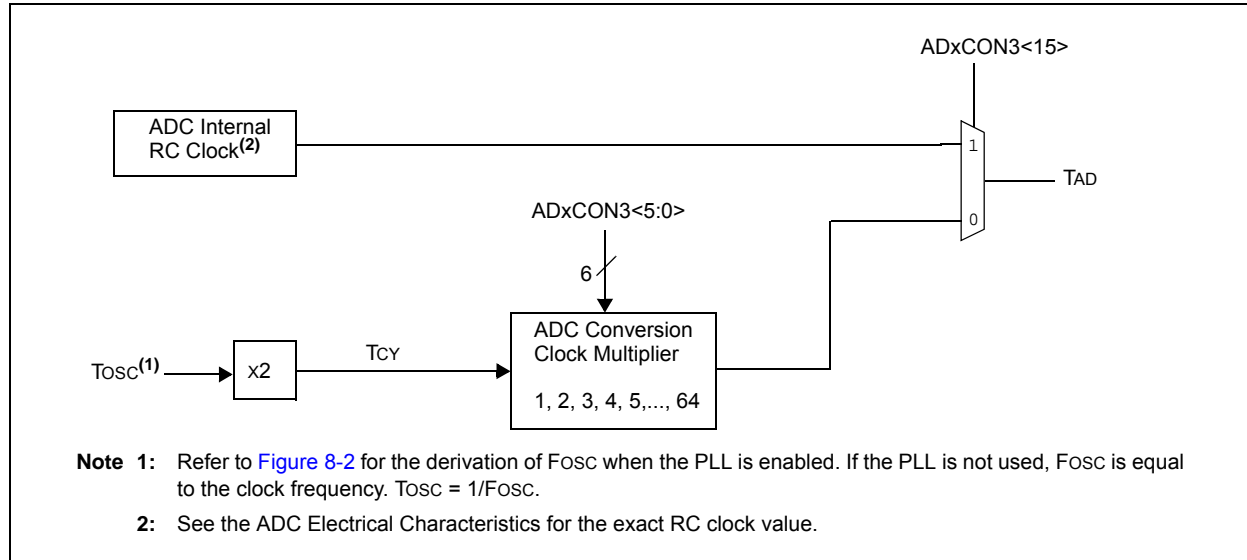 ADxCON3<15>
ADC Internal
RC Clock(2)
1
TAD
0
ADxCON3<5:0>
6
ADC Conversion
Clock Multiplier
1, 2, 3, 4, 5,..., 64
TOSC(1)
x2
TCY
Note 1: Refer to Figure 8-2 for the derivation of FOSC when the PLL is enabled. If the PLL is not used, FOSC is equal
to the clock frequency. TOSC = 1/FOSC.
2: See the ADC Electrical Characteristics for the exact RC clock value.